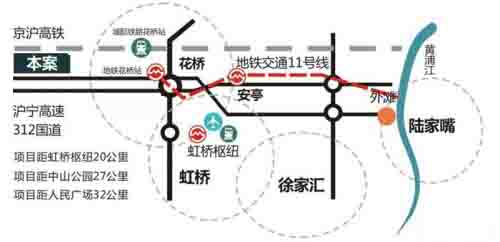 京沪高铁
城际铁路花桥站
黄浦江
花桥
地铁交通11号线
本案
地铁花桥站
安亭
外滩
沪宁高速
陆家嘴
312国道
虹桥枢纽
项目距虹桥枢纽20公里
项目距中山公园27公里
虹桥
徐家汇
项目距人民广场32公里